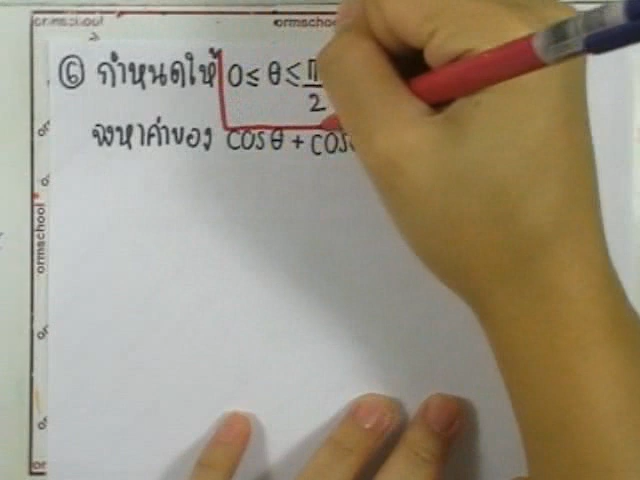 ormschool ormschool
⑥ กำหนดให้ 0 ≤ θ ≤ π/2
จงหาค่าของ cosθ + cos
ormschool